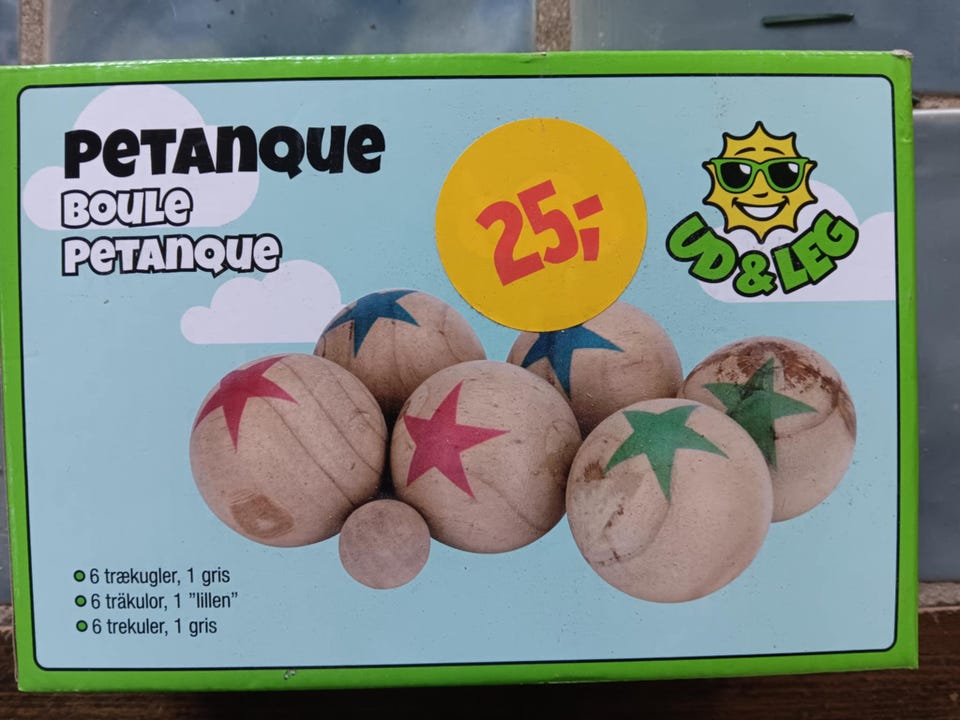 PETANQUE
BOULE
PETANQUE
25,-
UD & LEG
6 trækugler, 1 gris
6 träkulor, 1 "lillen"
6 trekuler, 1 gris